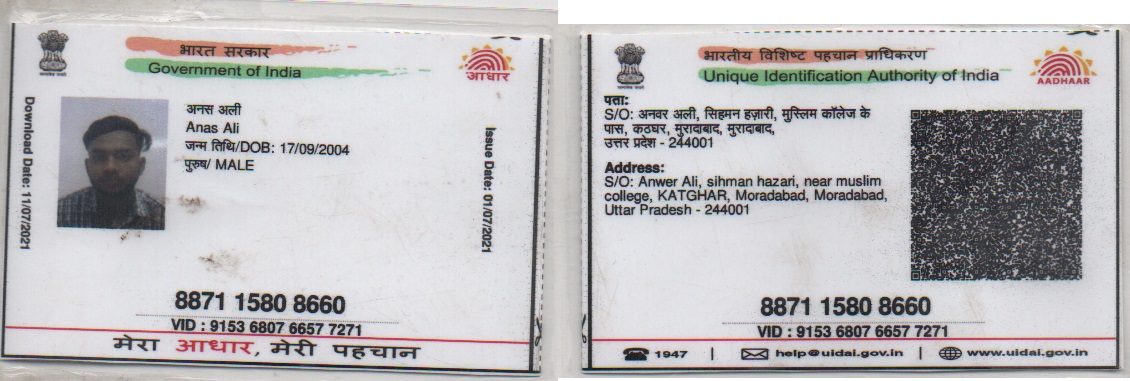 भारत सरकार
Government of India
आधार
Download Date: 11/07/2021
अनस अली
Anas Ali
जन्म तिथि/DOB: 17/09/2004
पुरुष/ MALE
Issue Date: 01/07/2021
8871 1580 8660
VID : 9153 6807 6657 7271
मेरा आधार, मेरी पहचान
भारतीय विशिष्ट पहचान प्राधिकरण
Unique Identification Authority of India
AADHAAR
पता:
S/O: अनवर अली, सिहमन हज़ारी, मुस्लिम कॉलेज के
पास, कठघर, मुरादाबाद, मुरादाबाद,
उत्तर प्रदेश - 244001
Address:
S/O: Anwer Ali, sihman hazari, near muslim
college, KATGHAR, Moradabad, Moradabad,
Uttar Pradesh - 244001
8871 1580 8660
VID : 9153 6807 6657 7271
1947 | help@uidai.gov.in | www.uidai.gov.in